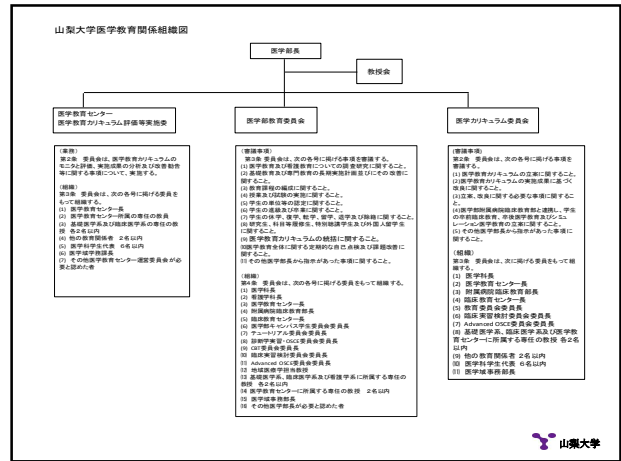 山梨大学医学教育関係組織図
医学部長
教授会
医学教育センター
医学教育カリキュラム評価等実施委
医学部教育委員会
医学カリキュラム委員会
(業務)
第2条 委員会は、医学教育カリキュラムの
モニタと評価、実施成果の分析及び改善勧告
等に関する事項について、実施する。
(組織)
第3条 委員会は、次の各号に掲げる委員を
もって組織する。
(1) 医学教育センター長
(2) 医学教育センター所属の専任の教員
(3) 基礎医学系及び臨床医学系の専任の教
授 各2名以内
(4) 他の教育関係者 2名以内
(5) 医学科学生代表 6名以内
(6) 医学域学務課長
(7) その他医学教育センター運営委員会が必
要と認めた者
(審議事項)
第3条 委員会は、次の各号に掲げる事項を審議する。
(1)医学教育及び看護教育についての調査研究に関すること。
(2)基礎教育及び専門教育の長期実施計画並びにその改善に
関すること。
(3)教育課程の編成に関すること。
(4)授業及び試験の実施に関すること。
(5)学生の単位等の認定に関すること。
(6)学生の進級及び卒業に関すること。
(7)学生の休学、復学、転学、留学、退学及び除籍に関すること。
(8)研究生、科目等履修生、特別聴講学生及び外国人留学生
に関すること。
(9)医学教育カリキュラムの統括に関すること。
(10)医学教育全体に関する定期的な自己点検及び課題改善に
関すること。
(11)その他医学部長から指示があった事項に関すること。
(組織)
第4条 委員会は、次の各号に掲げる委員をもって組織する。
(1) 医学科長
(2) 看護学科長
(3) 医学教育センター長
(4) 附属病院臨床教育部長
(5) 臨床教育センター長
(6) 医学部キャンパス学生委員会委員長
(7) テュートリアル委員会委員長
(8) 診断学実習・OSCE委員会委員長
(9) CBT委員会委員長
(10) 臨床実習検討委員会委員長
(11) Advanced OSCE委員会委員長
(12) 地域医療学担当教授
(13) 基礎医学系、臨床医学系及び看護学系に所属する専任の
教授 各2名以内
(14) 医学教育センターに所属する専任の教授 2名以内
(15) 医学域事務部長
(16) その他医学部長が必要と認めた者
(審議事項)
第2条 委員会は、次の各号に掲げる事項を
審議する。
(1)医学教育カリキュラムの立案に関すること。
(2)医学教育カリキュラムの実施成果に基づく
改良に関すること。
(3)立案、改良に関する必要な事項に関するこ
と。
(4)医学部附属病院臨床教育部と連携し、学生
の卒前臨床教育、卒後医学教育及びシミュ
レーション医学教育の立案に関すること。
(5)その他医学部長から指示があった事項に
関すること。
(組織)
第3条 委員会は、次に掲げる委員をもって組
織する。
(1) 医学科長
(2) 医学教育センター長
(3) 附属病院臨床教育部長
(4) 臨床教育センター長
(5) 教育委員会委員長
(6) 臨床実習検討委員会委員長
(7) Advanced OSCE委員会委員長
(8) 基礎医学系、臨床医学系及び医学教
育センターに所属する専任の教授 各2名
以内
(9) 他の教育関係者 2名以内
(10) 医学科学生代表 6名以内
(11) 医学域事務部長
山梨大学